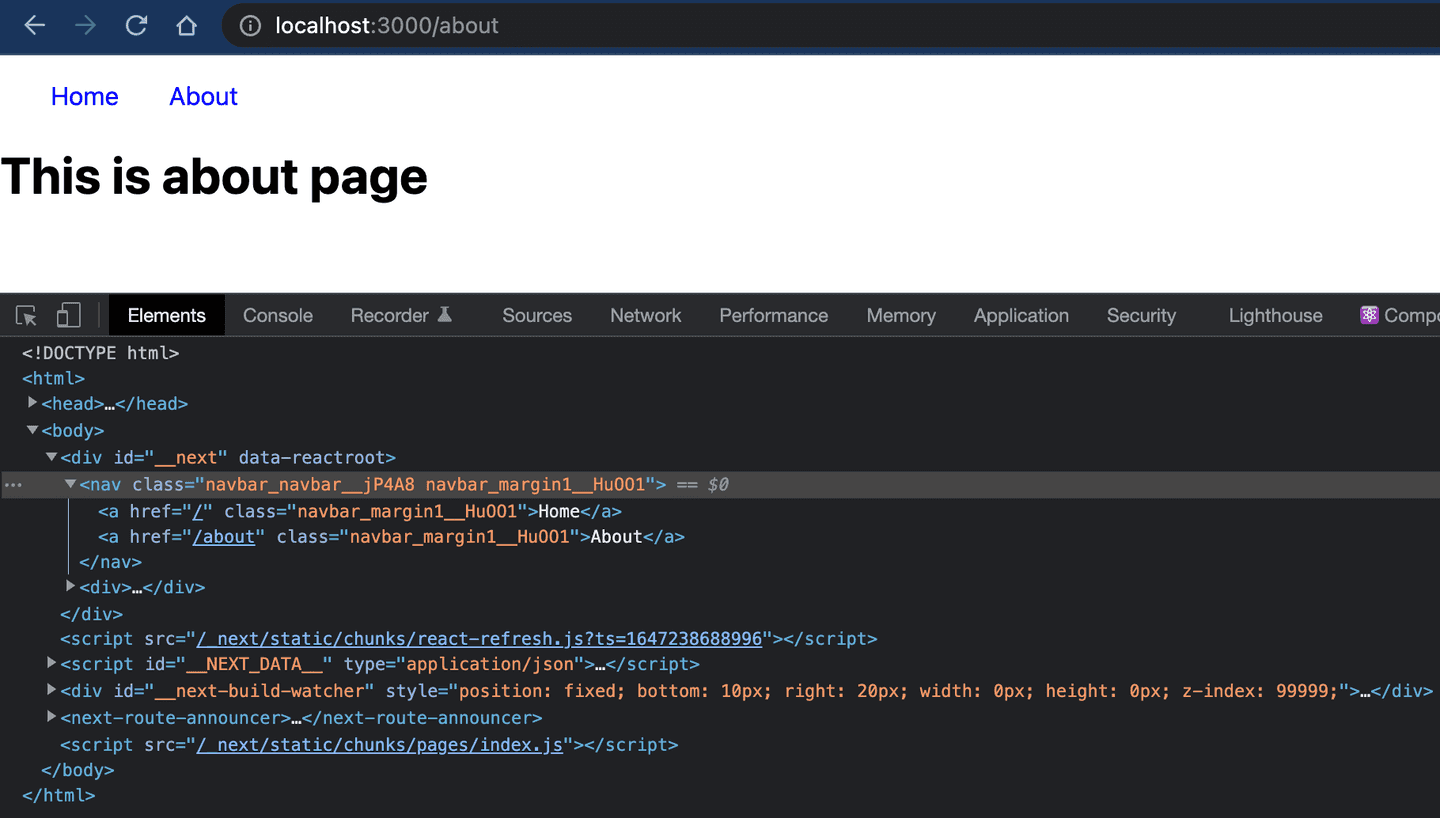 localhost:3000/about
Home About
This is about page
Elements Console Recorder Sources Network Performance Memory Application Security Lighthouse Compo
<!DOCTYPE html>
<html>
<head>…</head>
<body>
<div id="__next" data-reactroot>
<nav class="navbar_navbar__jP4A8 navbar_margin1__HuOO1"> == $0
<a href="/" class="navbar_margin1__HuOO1">Home</a>
<a href="/about" class="navbar_margin1__HuOO1">About</a>
</nav>
<div>…</div>
</div>
<script src="/_next/static/chunks/react-refresh.js?ts=1647238688996"></script>
<script id="__NEXT_DATA__" type="application/json">…</script>
<div id="__next-build-watcher" style="position: fixed; bottom: 10px; right: 20px; width: 0px; height: 0px; z-index: 99999;">…</div>
<next-route-announcer>…</next-route-announcer>
<script src="/_next/static/chunks/pages/index.js"></script>
</body>
</html>